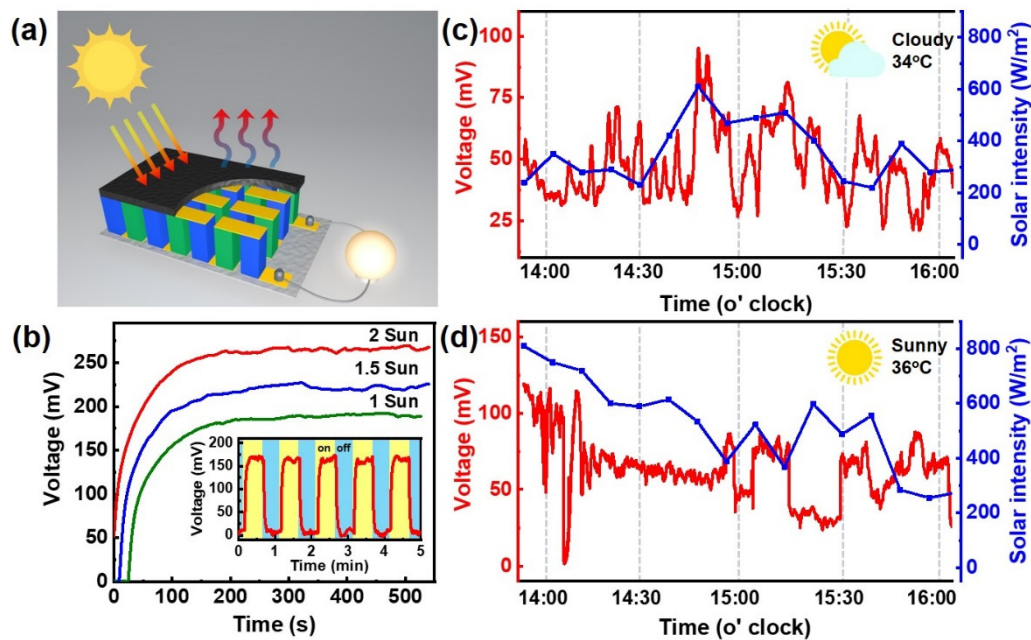 (a)
(b)
Voltage (mV)
250
200
150
100
50
0
2 Sun
1.5 Sun
1 Sun
Voltage (mV)
200
150
100
50
0
on off
0 1 2 3 4 5
Time (min)
0 100 200 300 400 500
Time (s)
(c)
Voltage (mV)
100
75
50
25
Cloudy
34°C
800
600
400
200
0
Solar intensity (W/m²)
14:00 14:30 15:00 15:30 16:00
Time (o' clock)
(d)
Voltage (mV)
150
100
50
0
Sunny
36°C
800
600
400
200
0
Solar intensity (W/m²)
14:00 14:30 15:00 15:30 16:00
Time (o' clock)